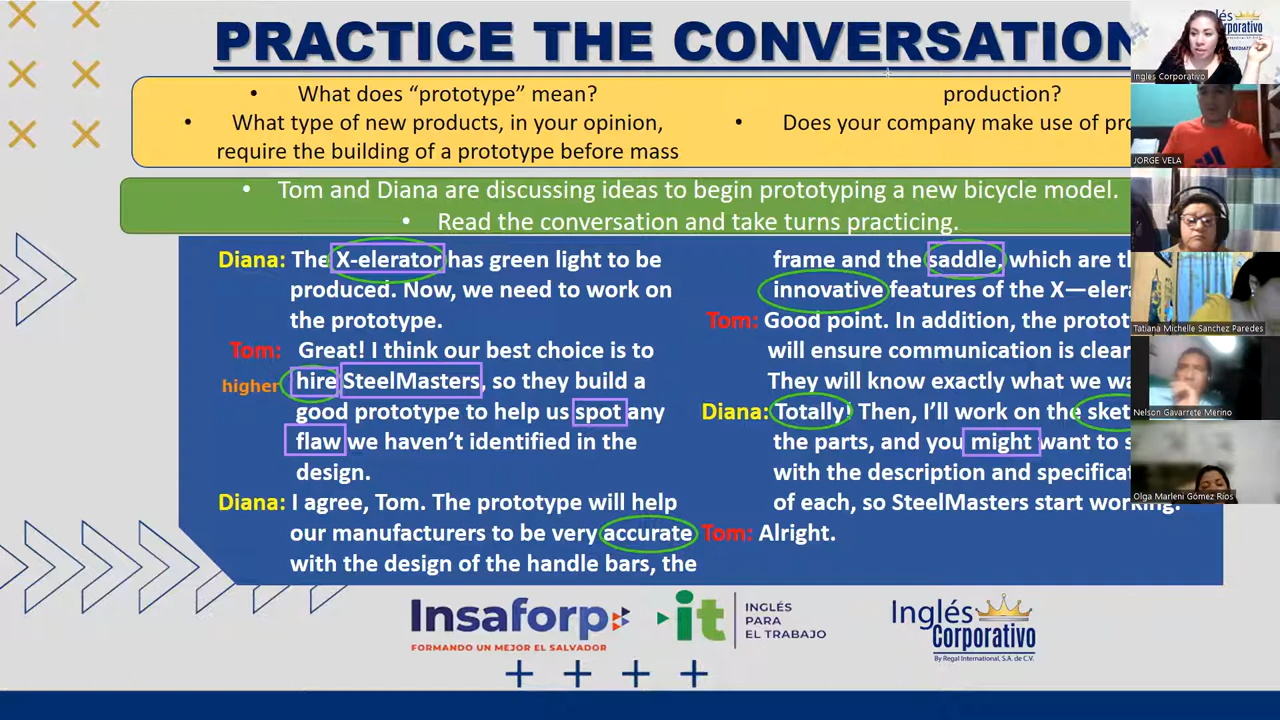 PRACTICE THE CONVERSATION
• What does “prototype” mean?
• What type of new products, in your opinion,
require the building of a prototype before mass
production?
• Does your company make use of
• Tom and Diana are discussing ideas to begin prototyping a new bicycle model.
• Read the conversation and take turns practicing.
Diana: The X-elerator has green light to be
produced. Now, we need to work on
the prototype.
Tom: Great! I think our best choice is to
higher hire SteelMasters, so they build a
good prototype to help us spot any
flaw we haven’t identified in the
design.
Diana: I agree, Tom. The prototype will help
our manufacturers to be very accurate
with the design of the handle bars, the
frame and the saddle, which are
innovative features of the
Tom: Good point. In addition, the
will ensure communication is
They will know exactly what we
Diana: Totally! Then, I’ll work on the
the parts, and you might want to
with the description and
of each, so SteelMasters start working.
Tom: Alright.
Inglés
Corporativo
Inglés Corporativo
JORGE VELA
Tatiana Michelle Sanchez Paredes
Nelson Gavarrete Merino
Olga Marleni Gómez Ríos
Insaforp
FORMANDO UN MEJOR EL SALVADOR
it
INGLÉS
PARA
EL TRABAJO
Inglés
Corporativo
By Regal International, S.A. de C.V.